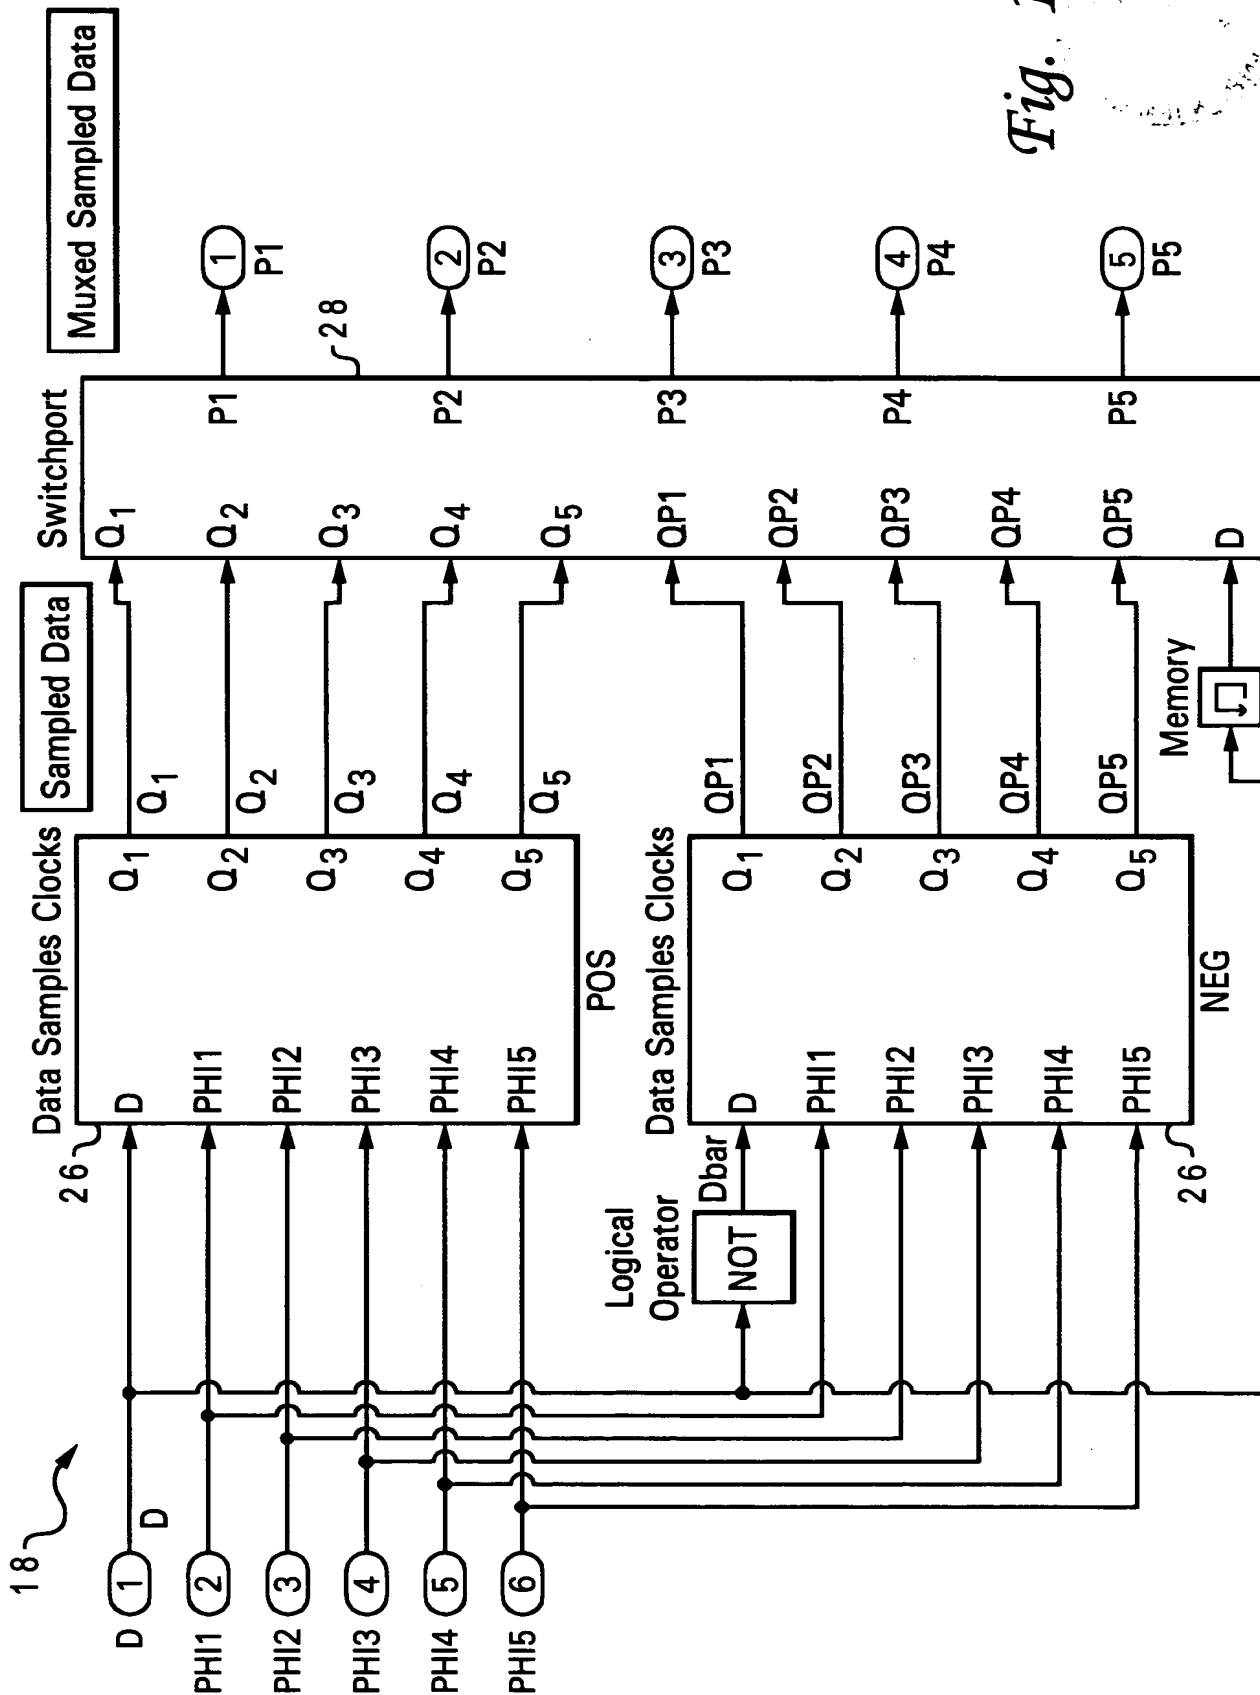 18
D
1
D
PHI1
2
PHI2
3
PHI3
4
PHI4
5
PHI5
6
26
Data Samples Clocks
D
PHI1
PHI2
PHI3
PHI4
PHI5
Q1
Q2
Q3
Q4
Q5
POS
Logical
Operator
NOT
Dbar
Data Samples Clocks
D
PHI1
PHI2
PHI3
PHI4
PHI5
Q1
Q2
Q3
Q4
Q5
26
NEG
Sampled Data
Q1
Q2
Q3
Q4
Q5
QP1
QP2
QP3
QP4
QP5
Memory
Switchport
Q1
Q2
Q3
Q4
Q5
QP1
QP2
QP3
QP4
QP5
D
P1
P2
P3
P4
P5
28
Muxed Sampled Data
1
P1
2
P2
3
P3
4
P4
5
P5
Fig.